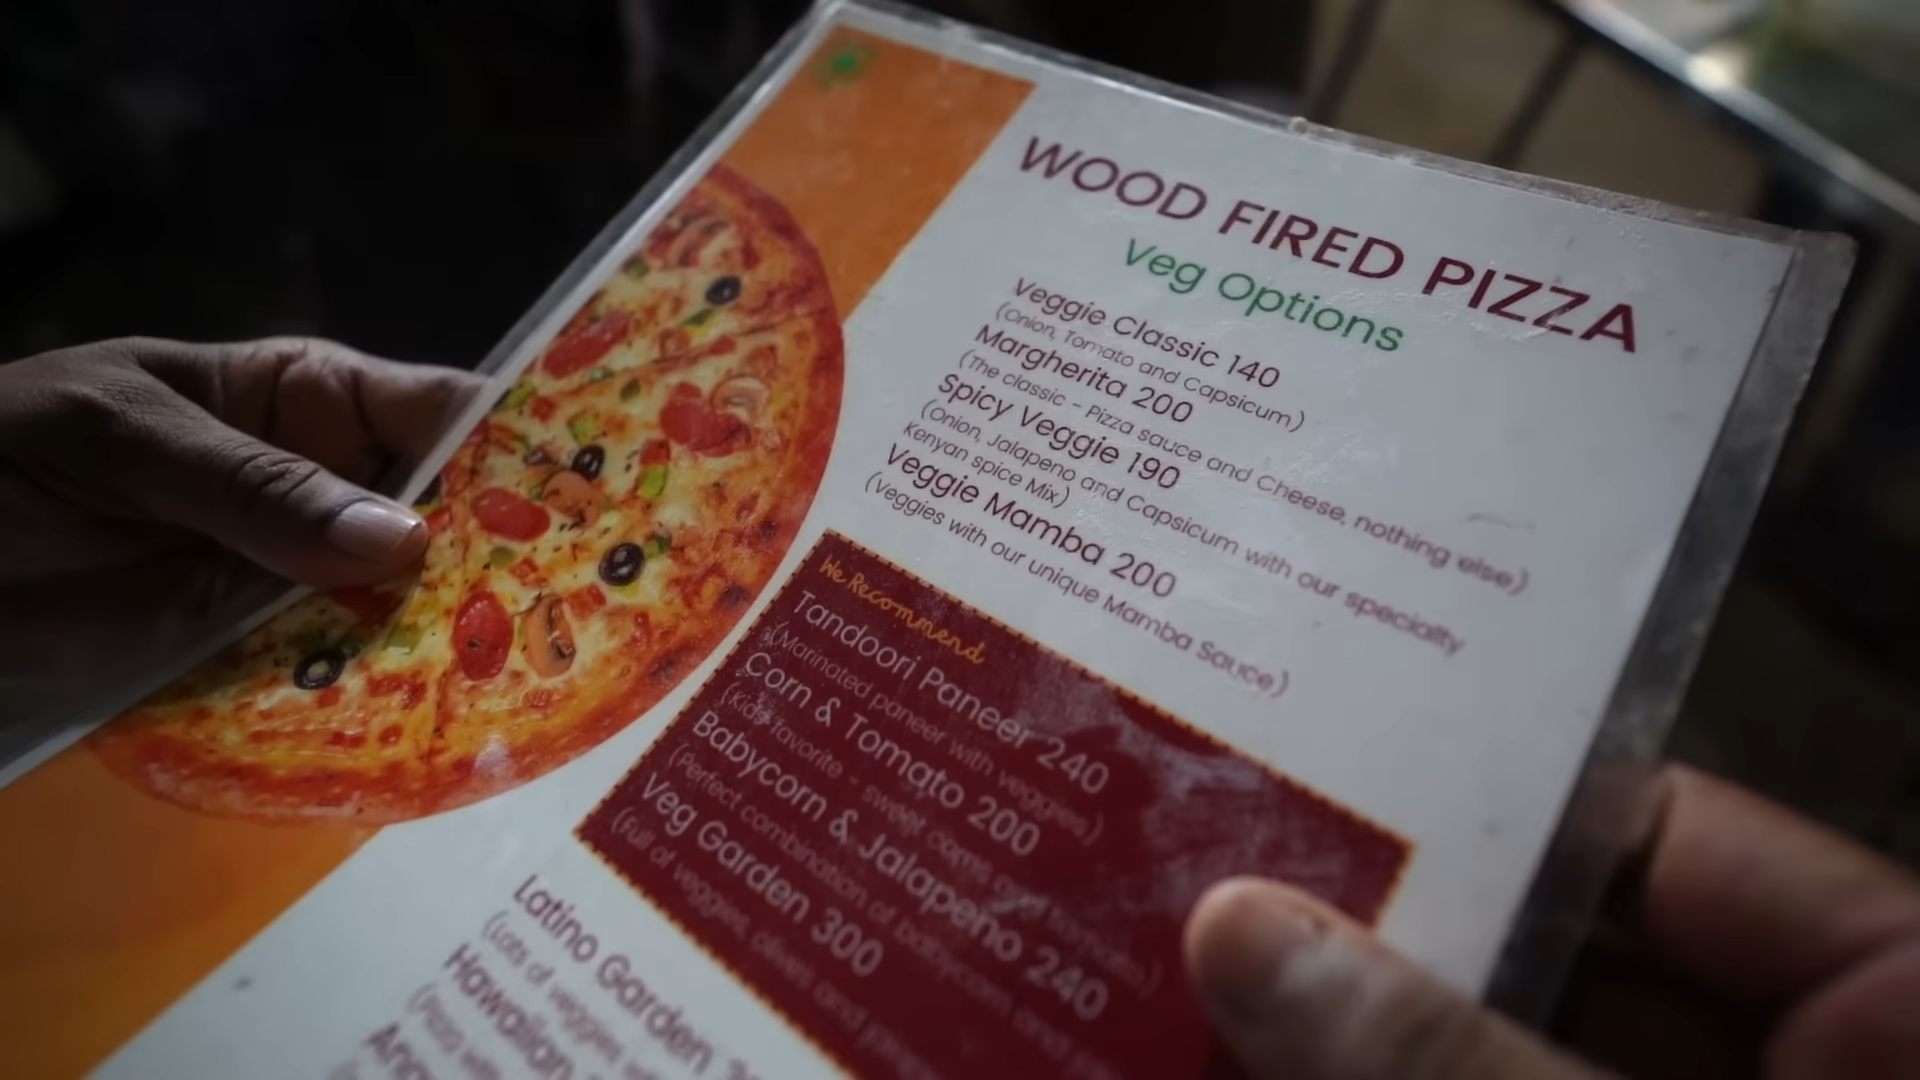 WOOD FIRED PIZZA
Veg Options
Veggie Classic 140
(Onion, Tomato and Capsicum)
Margherita 200
(The classic - Pizza sauce and Cheese, nothing else)
Spicy Veggie 190
(Onion, Jalapeno and Capsicum with our specialty
Kenyan spice Mix)
Veggie Mamba 200
(Veggies with our unique Mamba Sauce)
We Recommend
Tandoori Paneer 240
(Marinated paneer with veggies)
Corn & Tomato 200
(Kids favorite - sweet corns and tomato)
Babycorn & Jalapeno 240
(Perfect combination of babycorn and
Veg Garden 300
(Full of veggies, olives and
Latino Garden
(Lots of veggies
Hawaiian
(Pizza